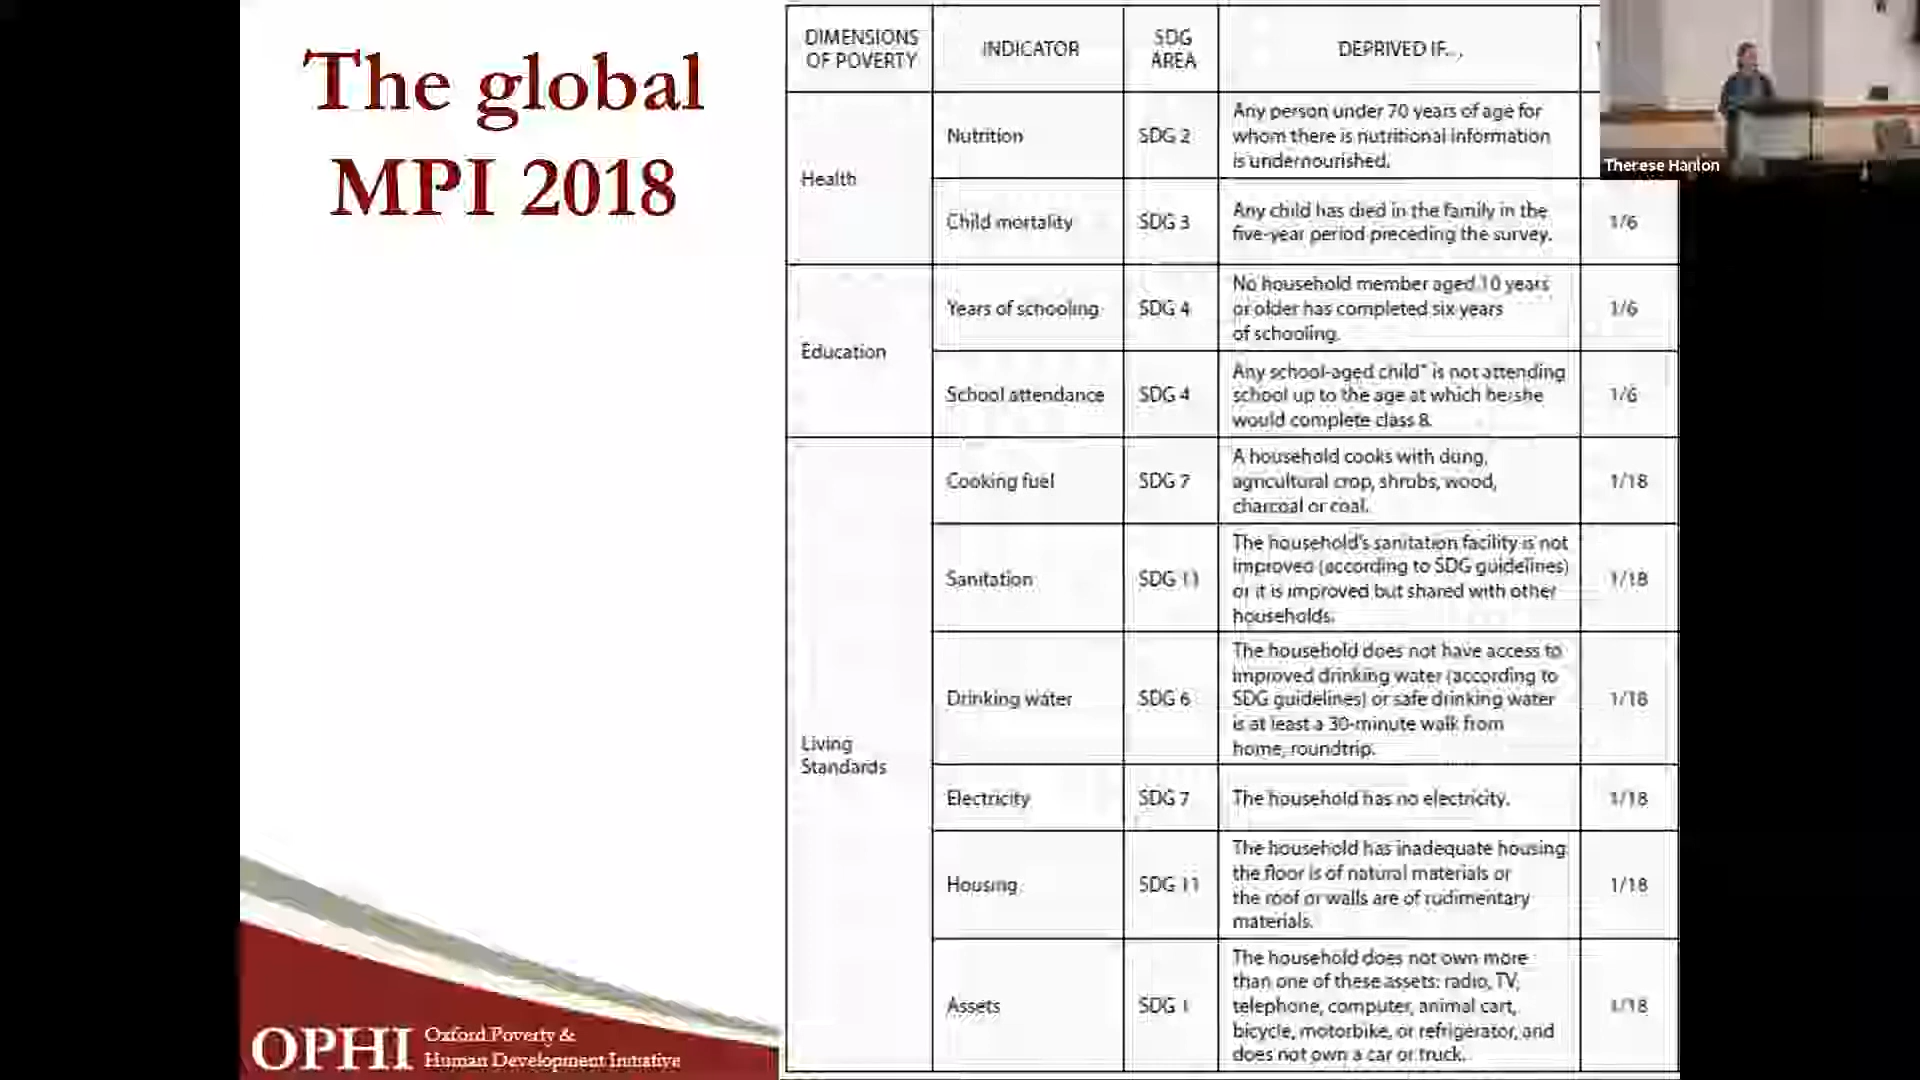 The global
MPI 2018
DIMENSIONS
OF POVERTY
INDICATOR
SDG
AREA
DEPRIVED IF...
Health
Nutrition
SDG 2
Any person under 70 years of age for
whom there is nutritional information
is undernourished.
Child mortality
SDG 3
Any child has died in the family in the
five-year period preceding the survey.
1/6
Education
Years of schooling
SDG 4
No household member aged 10 years
or older has completed six years
of schooling.
1/6
School attendance
SDG 4
Any school-aged child* is not attending
school up to the age at which he/she
would complete class 8.
1/6
Living
Standards
Cooking fuel
SDG 7
A household cooks with dung,
agricultural crop, shrubs, wood,
charcoal or coal.
1/18
Sanitation
SDG 11
The household's sanitation facility is not
improved (according to SDG guidelines)
or it is improved but shared with other
households.
1/18
Drinking water
SDG 6
The household does not have access to
improved drinking water (according to
SDG guidelines) or safe drinking water
is at least a 30-minute walk from
home, roundtrip.
1/18
Electricity
SDG 7
The household has no electricity.
1/18
Housing
SDG 11
The household has inadequate housing
the floor is of natural materials or
the roof or walls are of rudimentary
materials.
1/18
Assets
SDG 1
The household does not own more
than one of these assets: radio, TV,
telephone, computer, animal cart,
bicycle, motorbike, or refrigerator, and
does not own a car or truck.
1/18
OPHI
Oxford Poverty &
Human Development Initiative
Therese Hanlon